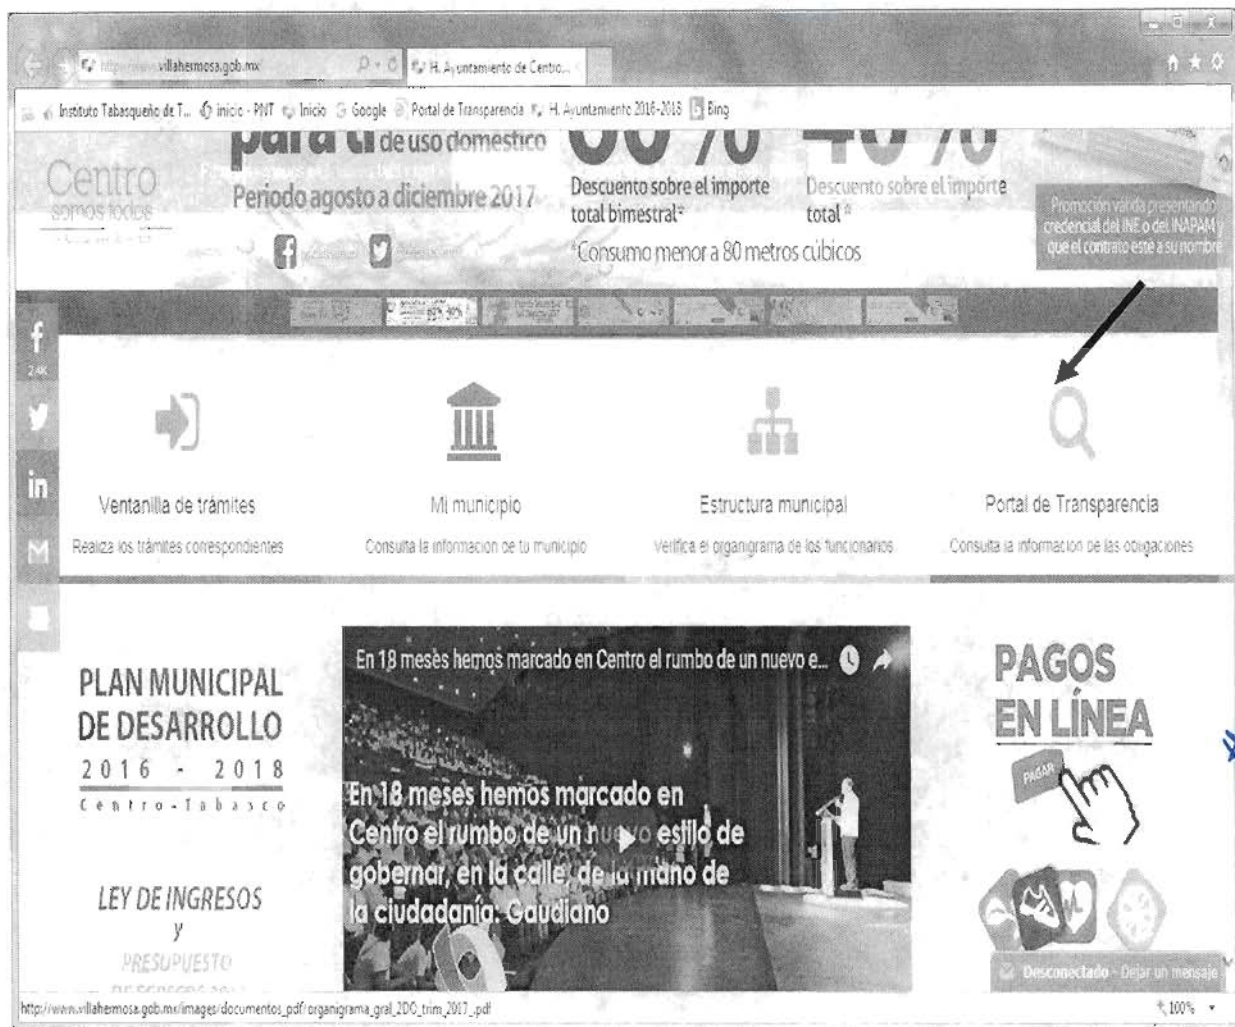 villahermosa.gob.mx
H. Ayuntamiento de Centro...
Instituto Tabasqueño de T... inicio - PNT Inicio Google Portal de Transparencia H. Ayuntamiento 2016-2018 Bing
para ti de uso domestico
Centro
somos todos
Periodo agosto a diciembre 2017
Descuento sobre el importe
total bimestral*
Descuento sobre el importe
total *
*Consumo menor a 80 metros cúbicos
Promoción válida presentando
credencial del INE o del INAPAM y
que el contrato esté a su nombre
2.4K
in
Ventanilla de trámites
Realiza los trámites correspondientes
Mi municipio
Consulta la información de tu municipio
Estructura municipal
Verifica el organigrama de los funcionarios
Portal de Transparencia
Consulta la información de las obligaciones
PLAN MUNICIPAL
DE DESARROLLO
2016 - 2018
Centro-Tabasco
LEY DE INGRESOS
y
PRESUPUESTO
En 18 meses hemos marcado en Centro el rumbo de un nuevo e...
En 18 meses hemos marcado en
Centro el rumbo de un nuevo estilo de
gobernar, en la calle, de la mano de
la ciudadanía: Gaudiano
PAGOS
EN LÍNEA
PAGAR
Desconectado - Dejar un mensaje
http://www.villahermosa.gob.mx/images/documentos_pdf/organigrama_gral_2DO_trim_2017_.pdf
100%